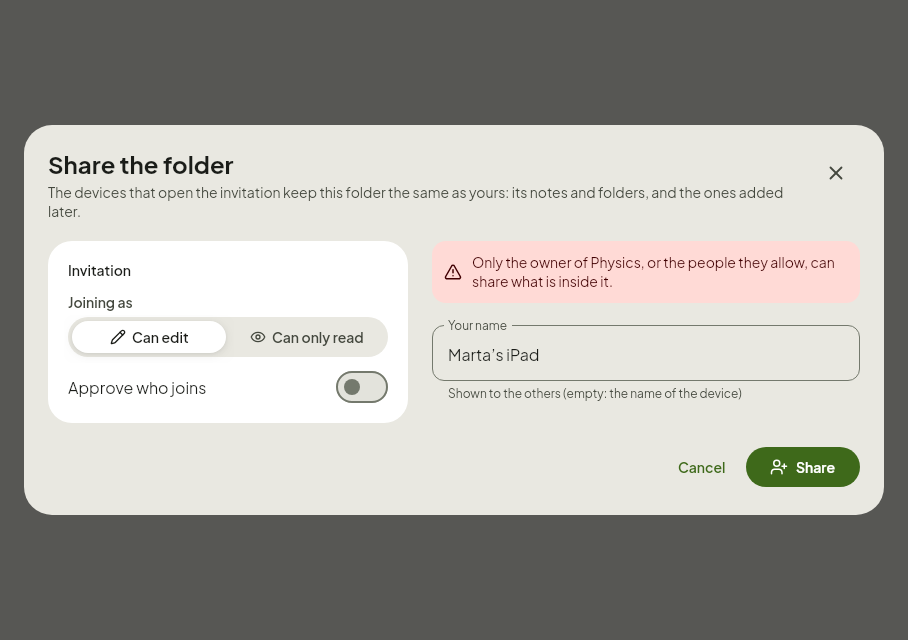 Share the folder
The devices that open the invitation keep this folder the same as yours: its notes and folders, and the ones added
later.
Invitation
Joining as
Can edit
Can only read
Approve who joins
Only the owner of Physics, or the people they allow, can
share what is inside it.
Your name
Marta’s iPad
Shown to the others (empty: the name of the device)
Cancel
Share